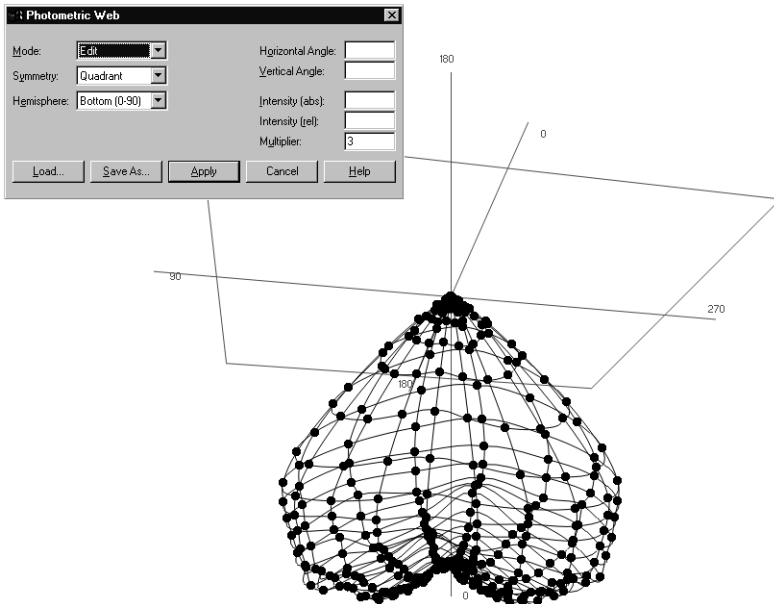 Photometric Web
Mode: Edit
Symmetry: Quadrant
Hemisphere: Bottom (0-90)
Horizontal Angle:
Vertical Angle:
Intensity (abs):
Intensity (rel):
Multiplier: 3
Load... Save As... Apply Cancel Help
180
0
90
270
180
0